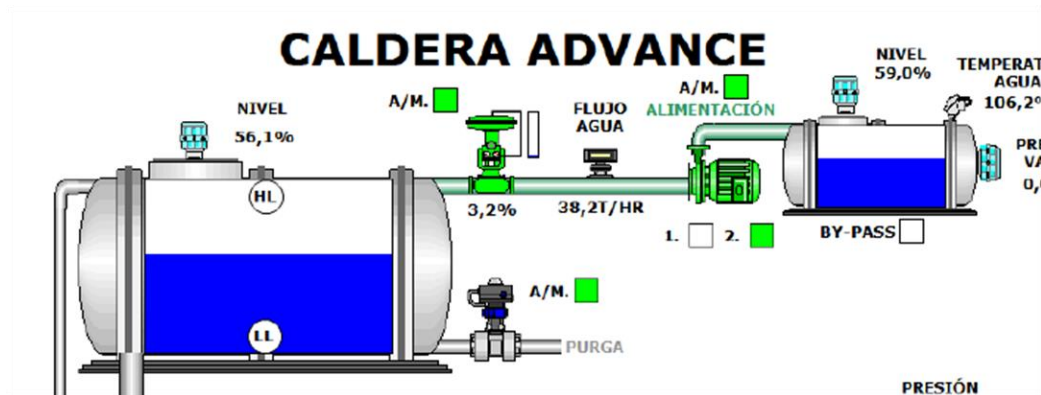 CALDERA ADVANCE
NIVEL
56,1%
HL
LL
A/M.
3,2%
FLUJO
AGUA
38,2T/HR
A/M.
ALIMENTACIÓN
1.
2.
NIVEL
59,0%
BY-PASS
AGUA
A/M.
PURGA
PRESIÓN